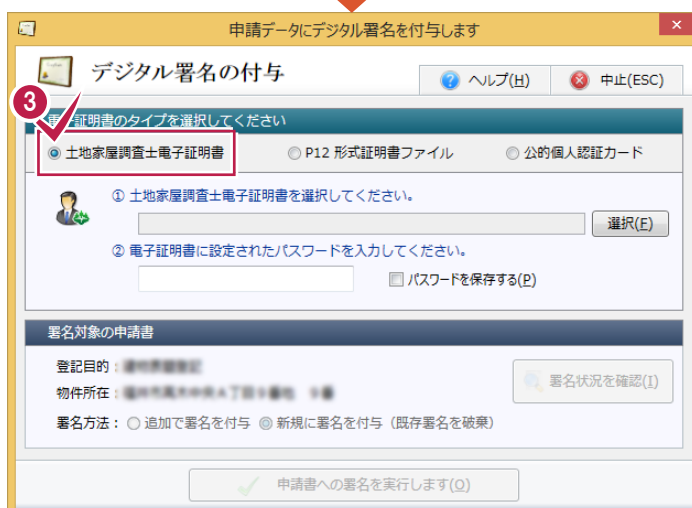 申請データにデジタル署名を付与します
×
デジタル署名の付与
ヘルプ(H)
中止(ESC)
3
電子証明書のタイプを選択してください
土地家屋調査士電子証明書
P12 形式証明書ファイル
公的個人認証カード
① 土地家屋調査士電子証明書を選択してください。
選択(F)
② 電子証明書に設定されたパスワードを入力してください。
パスワードを保存する(P)
署名対象の申請書
登記目的：
物件所在：
署名状況を確認(I)
署名方法： 追加で署名を付与 新規に署名を付与（既存署名を破棄）
申請書への署名を実行します(O)